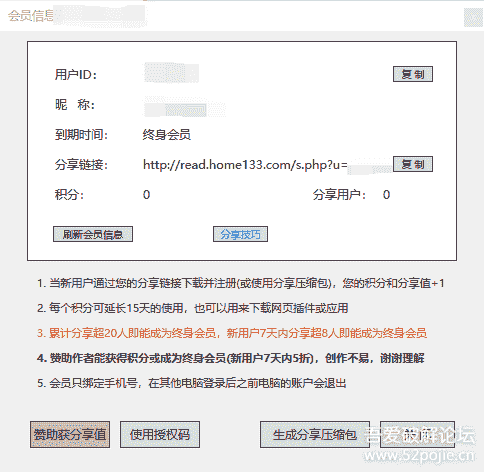 会员信息
用户ID： 复 制
昵 称：
到期时间： 终身会员
分享链接： http://read.home133.com/s.php?u= 复 制
积分： 0 分享用户： 0
刷新会员信息 分享技巧
1. 当新用户通过您的分享链接下载并注册(或使用分享压缩包)，您的积分和分享值+1
2. 每个积分可延长15天的使用，也可以用来下载网页插件或应用
3. 累计分享超20人即能成为终身会员，新用户7天内分享超8人即能成为终身会员
4. 赞助作者能获得积分或成为终身会员(新用户7天内5折)，创作不易，谢谢理解
5. 会员只绑定手机号，在其他电脑登录后之前电脑的账户会退出
赞助获分享值 使用授权码 生成分享压缩包
吾爱破解论坛
www.52pojie.cn